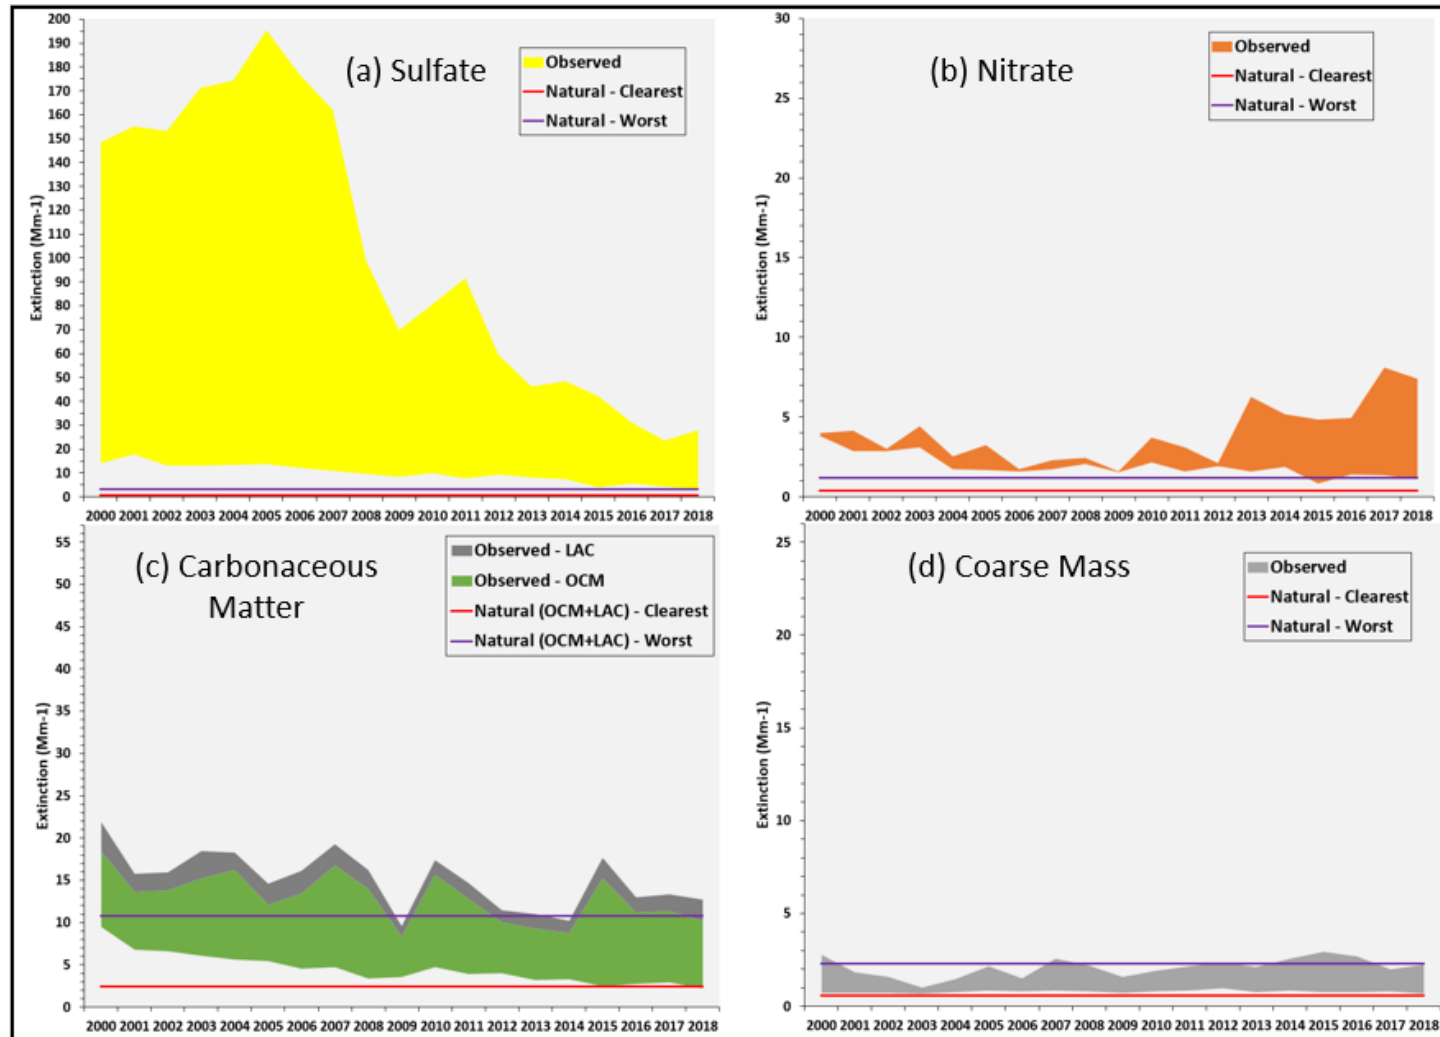 (a) Sulfate
Observed
Natural - Clearest
Natural - Worst
Extinction (Mm-1)
200
190
180
170
160
150
140
130
120
110
100
90
80
70
60
50
40
30
20
10
0
2000 2001 2002 2003 2004 2005 2006 2007 2008 2009 2010 2011 2012 2013 2014 2015 2016 2017 2018
(b) Nitrate
Observed
Natural - Clearest
Natural - Worst
Extinction (Mm-1)
30
25
20
15
10
5
0
2000 2001 2002 2003 2004 2005 2006 2007 2008 2009 2010 2011 2012 2013 2014 2015 2016 2017 2018
(c) Carbonaceous
Matter
Observed - LAC
Observed - OCM
Natural (OCM+LAC) - Clearest
Natural (OCM+LAC) - Worst
Extinction (Mm-1)
55
50
45
40
35
30
25
20
15
10
5
0
2000 2001 2002 2003 2004 2005 2006 2007 2008 2009 2010 2011 2012 2013 2014 2015 2016 2017 2018
(d) Coarse Mass
Observed
Natural - Clearest
Natural - Worst
Extinction (Mm-1)
25
20
15
10
5
0
2000 2001 2002 2003 2004 2005 2006 2007 2008 2009 2010 2011 2012 2013 2014 2015 2016 2017 2018